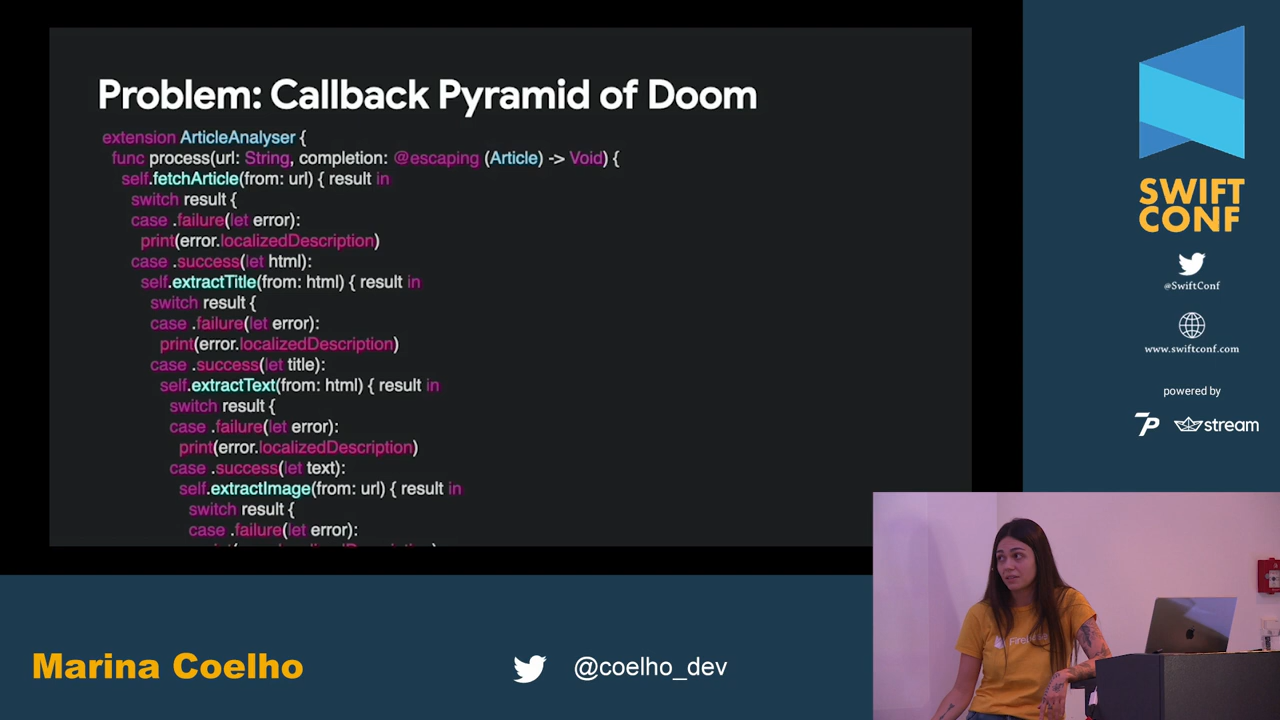 Problem: Callback Pyramid of Doom
extension ArticleAnalyser {
func process(url: String, completion: @escaping (Article) -> Void) {
self.fetchArticle(from: url) { result in
switch result {
case .failure(let error):
print(error.localizedDescription)
case .success(let html):
self.extractTitle(from: html) { result in
switch result {
case .failure(let error):
print(error.localizedDescription)
case .success(let title):
self.extractText(from: html) { result in
switch result {
case .failure(let error):
print(error.localizedDescription)
case .success(let text):
self.extractImage(from: url) { result in
switch result {
case .failure(let error):
SWIFT
CONF
@SwiftConf
www.swiftconf.com
powered by
7P
stream
Marina Coelho
@coelho_dev